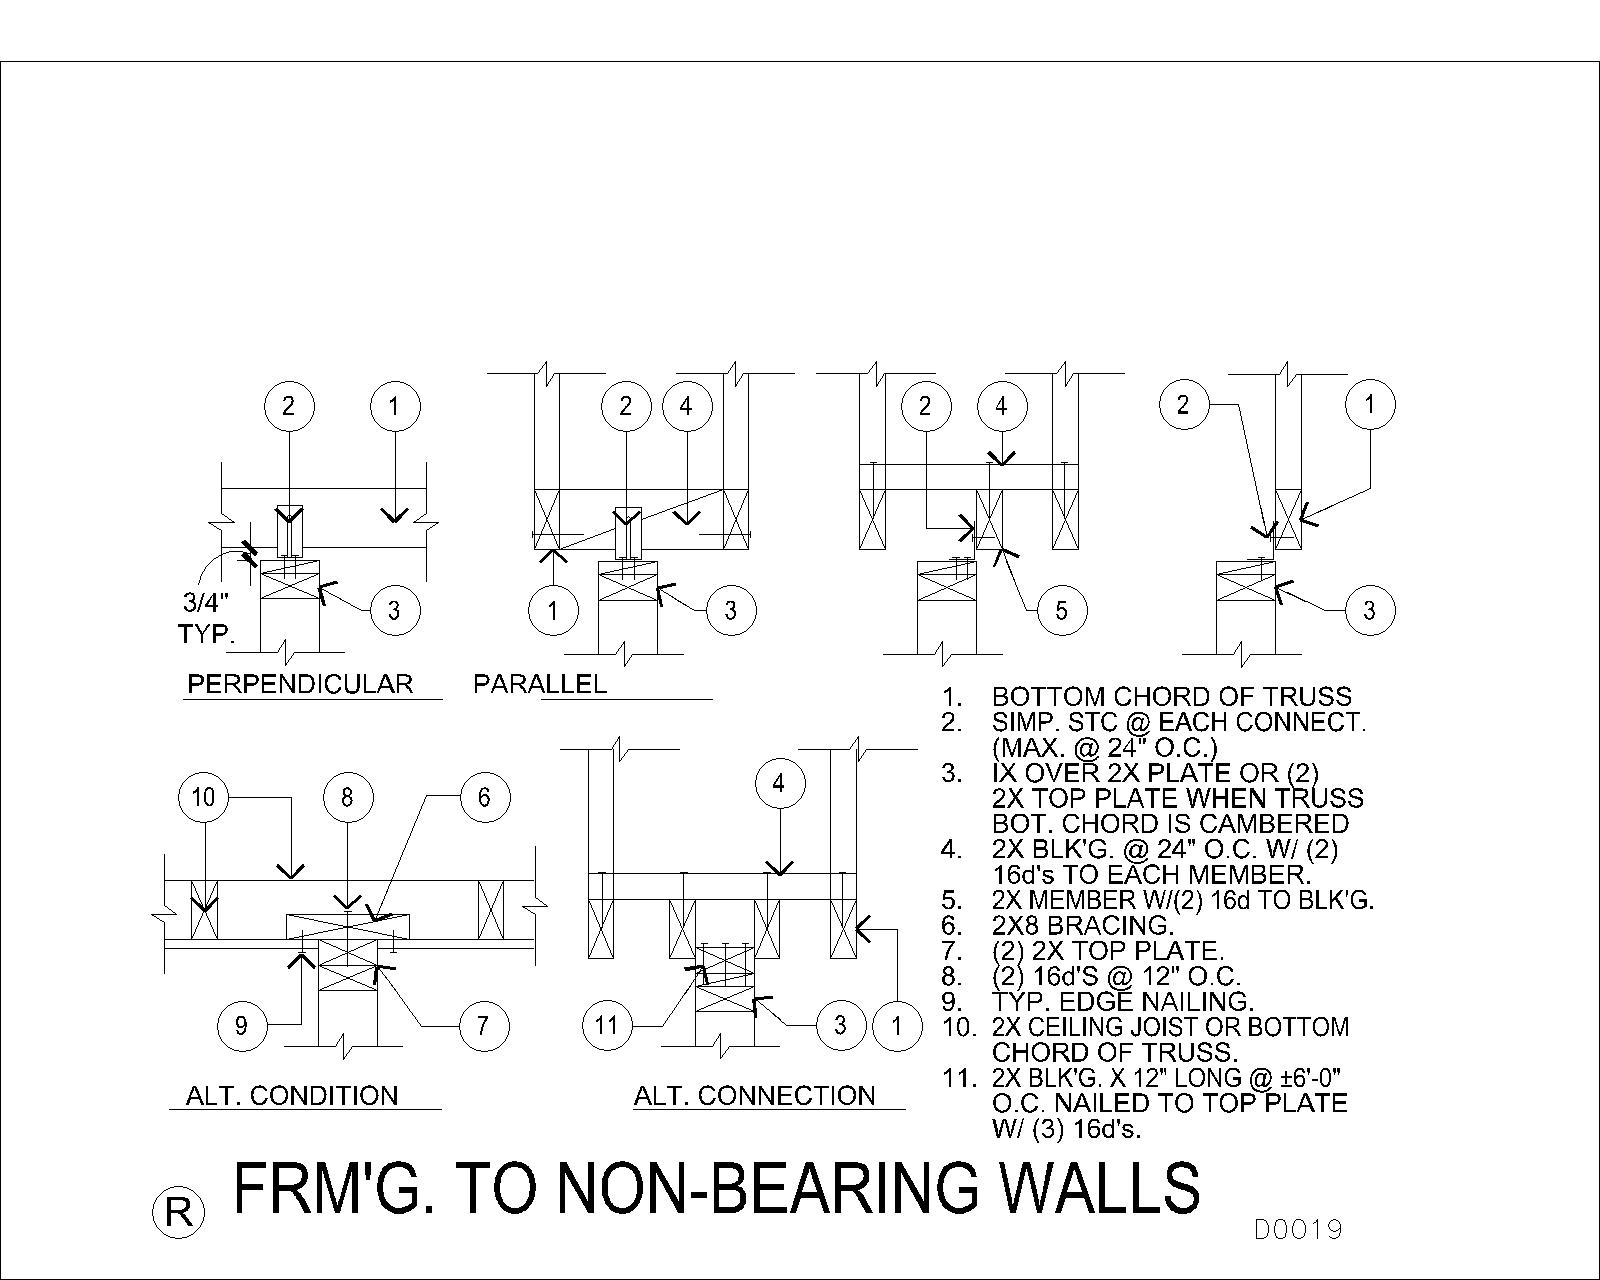 2 1 2 4 2 4 2 1
3/4"
TYP.
3 1 3 5 3
PERPENDICULAR PARALLEL
1. BOTTOM CHORD OF TRUSS
2. SIMP. STC @ EACH CONNECT.
(MAX. @ 24" O.C.)
3. IX OVER 2X PLATE OR (2)
2X TOP PLATE WHEN TRUSS
BOT. CHORD IS CAMBERED
4. 2X BLK'G. @ 24" O.C. W/ (2)
16d's TO EACH MEMBER.
5. 2X MEMBER W/(2) 16d TO BLK'G.
6. 2X8 BRACING.
7. (2) 2X TOP PLATE.
8. (2) 16d'S @ 12" O.C.
9. TYP. EDGE NAILING.
10. 2X CEILING JOIST OR BOTTOM
CHORD OF TRUSS.
11. 2X BLK'G. X 12" LONG @ ±6'-0"
O.C. NAILED TO TOP PLATE
W/ (3) 16d's.
10 8 6 4
9 7 11 3 1
ALT. CONDITION ALT. CONNECTION
R FRM'G. TO NON-BEARING WALLS
D0019